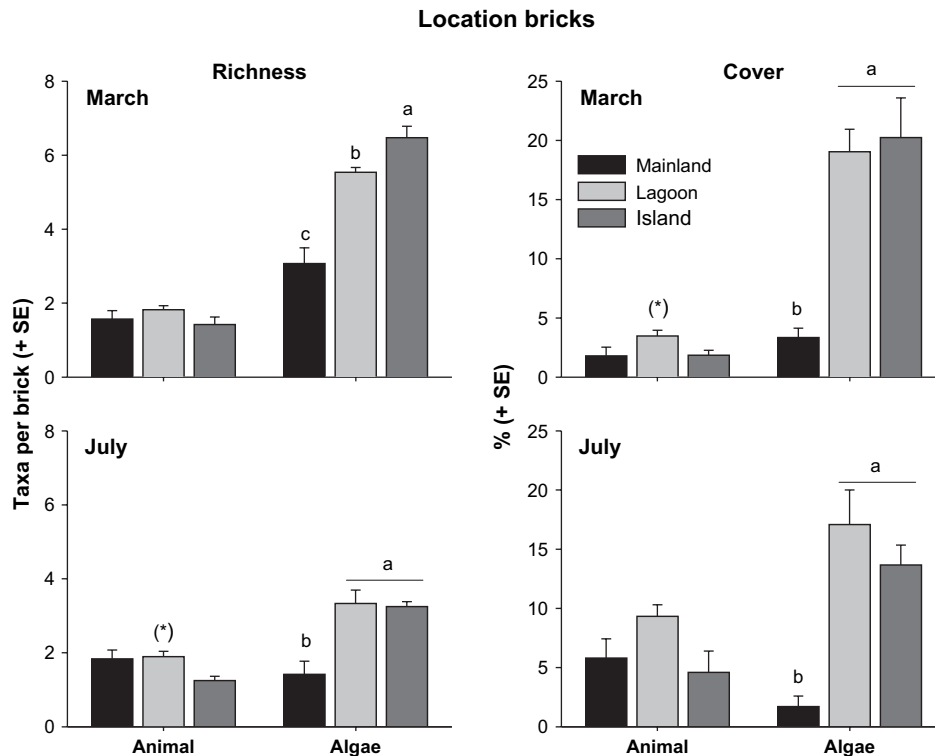 Location bricks
Richness
March
8
6
4
2
0
c
b
a
Cover
March
25
20
15
10
5
0
(*)
b
a
Mainland
Lagoon
Island
Taxa per brick (+ SE)
July
8
6
4
2
0
(*)
b
a
Animal
Algae
% (+ SE)
July
25
20
15
10
5
0
b
a
Animal
Algae